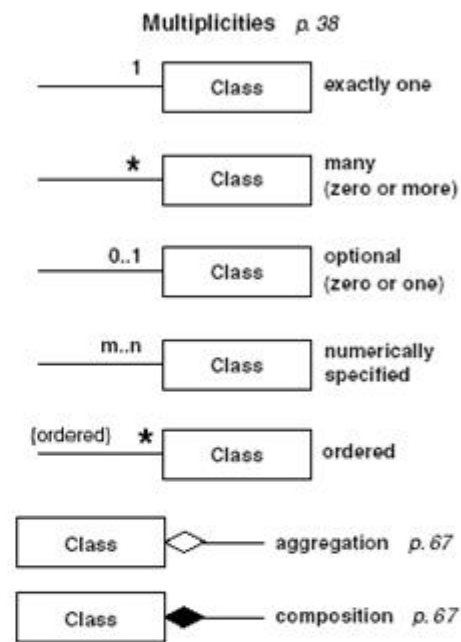 Multiplicities p. 38
1
Class
exactly one
*
Class
many
(zero or more)
0..1
Class
optional
(zero or one)
m..n
Class
numerically
specified
{ordered} *
Class
ordered
Class
aggregation p. 67
Class
composition p. 67